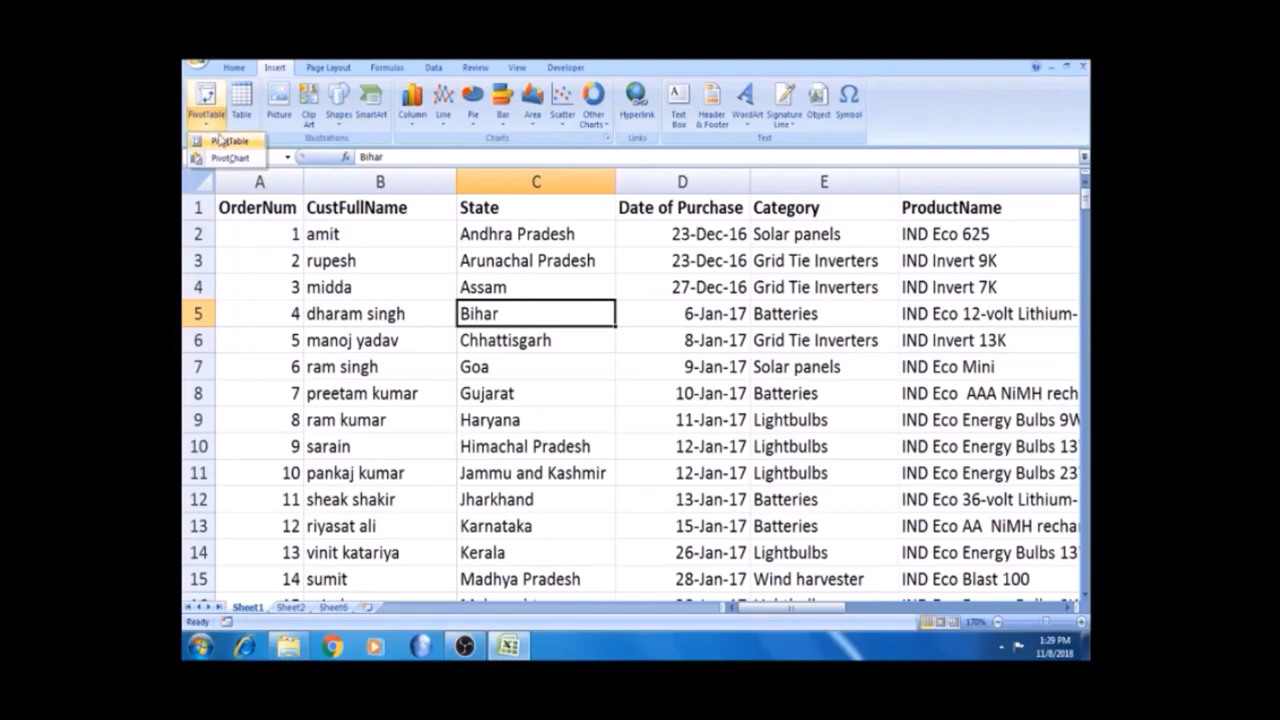 Home Insert Page Layout Formulas Data Review View Developer
PivotTable Table Picture Clip Art Shapes SmartArt Column Line Pie Bar Area Scatter Other Charts Hyperlink Text Box Header & Footer WordArt Signature Line Object Symbol
Illustrations Charts Links Text
PivotTable
PivotChart
fx Bihar
A B C D E
1 OrderNum CustFullName State Date of Purchase Category ProductName
2 1 amit Andhra Pradesh 23-Dec-16 Solar panels IND Eco 625
3 2 rupesh Arunachal Pradesh 23-Dec-16 Grid Tie Inverters IND Invert 9K
4 3 midda Assam 27-Dec-16 Grid Tie Inverters IND Invert 7K
5 4 dharam singh Bihar 6-Jan-17 Batteries IND Eco 12-volt Lithium-
6 5 manoj yadav Chhattisgarh 8-Jan-17 Grid Tie Inverters IND Invert 13K
7 6 ram singh Goa 9-Jan-17 Solar panels IND Eco Mini
8 7 preetam kumar Gujarat 10-Jan-17 Batteries IND Eco AAA NiMH rech
9 8 ram kumar Haryana 11-Jan-17 Lightbulbs IND Eco Energy Bulbs 9W
10 9 sarain Himachal Pradesh 12-Jan-17 Lightbulbs IND Eco Energy Bulbs 13
11 10 pankaj kumar Jammu and Kashmir 12-Jan-17 Lightbulbs IND Eco Energy Bulbs 23
12 11 sheak shakir Jharkhand 13-Jan-17 Batteries IND Eco 36-volt Lithium-
13 12 riyasat ali Karnataka 15-Jan-17 Batteries IND Eco AA NiMH recha
14 13 vinit katariya Kerala 26-Jan-17 Lightbulbs IND Eco Energy Bulbs 13
15 14 sumit Madhya Pradesh 28-Jan-17 Wind harvester IND Eco Blast 100
Sheet1 Sheet2 Sheet6
Ready 170%
1:29 PM
11/8/2018